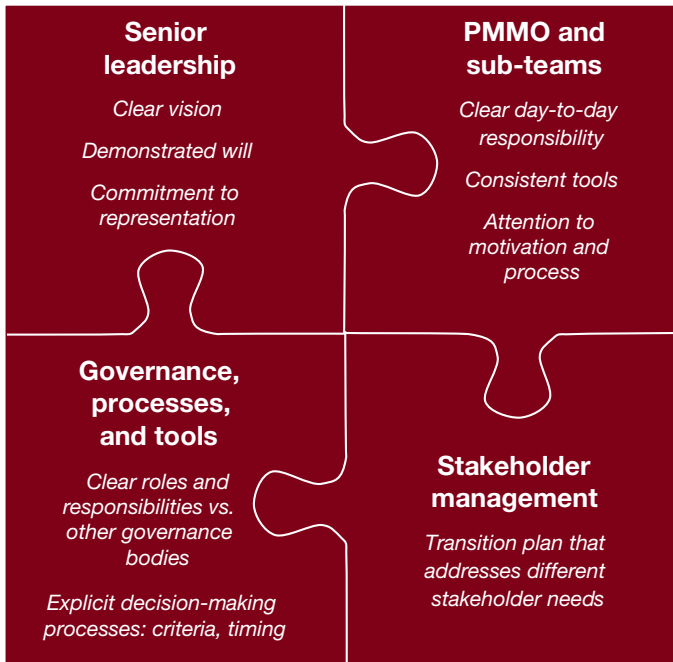 Senior
leadership
Clear vision
Demonstrated will
Commitment to
representation
PMMO and
sub-teams
Clear day-to-day
responsibility
Consistent tools
Attention to
motivation and
process
Governance,
processes,
and tools
Clear roles and
responsibilities vs.
other governance
bodies
Explicit decision-making
processes: criteria, timing
Stakeholder
management
Transition plan that
addresses different
stakeholder needs